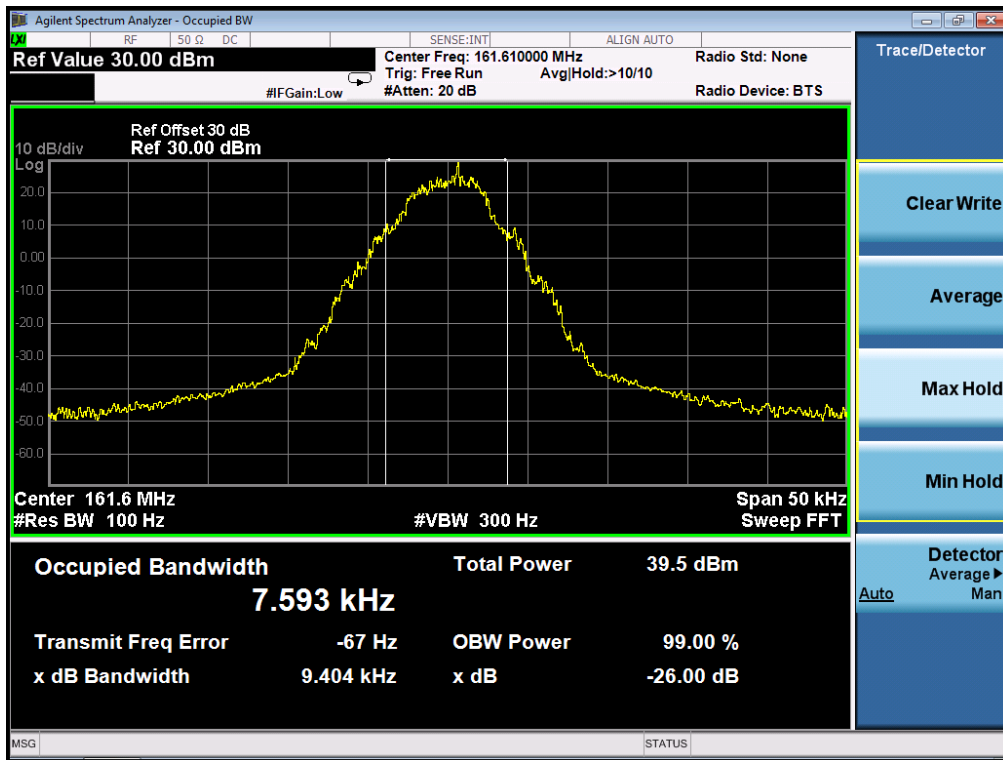 Agilent Spectrum Analyzer - Occupied BW
LXI RF 50 Ω DC SENSE:INT ALIGN AUTO
Ref Value 30.00 dBm
#IFGain:Low
Center Freq: 161.610000 MHz
Trig: Free Run Avg|Hold:>10/10
#Atten: 20 dB
Radio Std: None
Radio Device: BTS
Ref Offset 30 dB
10 dB/div Ref 30.00 dBm
Log
20.0
10.0
0.00
-10.0
-20.0
-30.0
-40.0
-50.0
-60.0
Center 161.6 MHz Span 50 kHz
#Res BW 100 Hz #VBW 300 Hz Sweep FFT
Occupied Bandwidth Total Power 39.5 dBm
7.593 kHz
Transmit Freq Error -67 Hz OBW Power 99.00 %
x dB Bandwidth 9.404 kHz x dB -26.00 dB
MSG STATUS
Trace/Detector
Clear Write
Average
Max Hold
Min Hold
Detector
Average
Auto Man